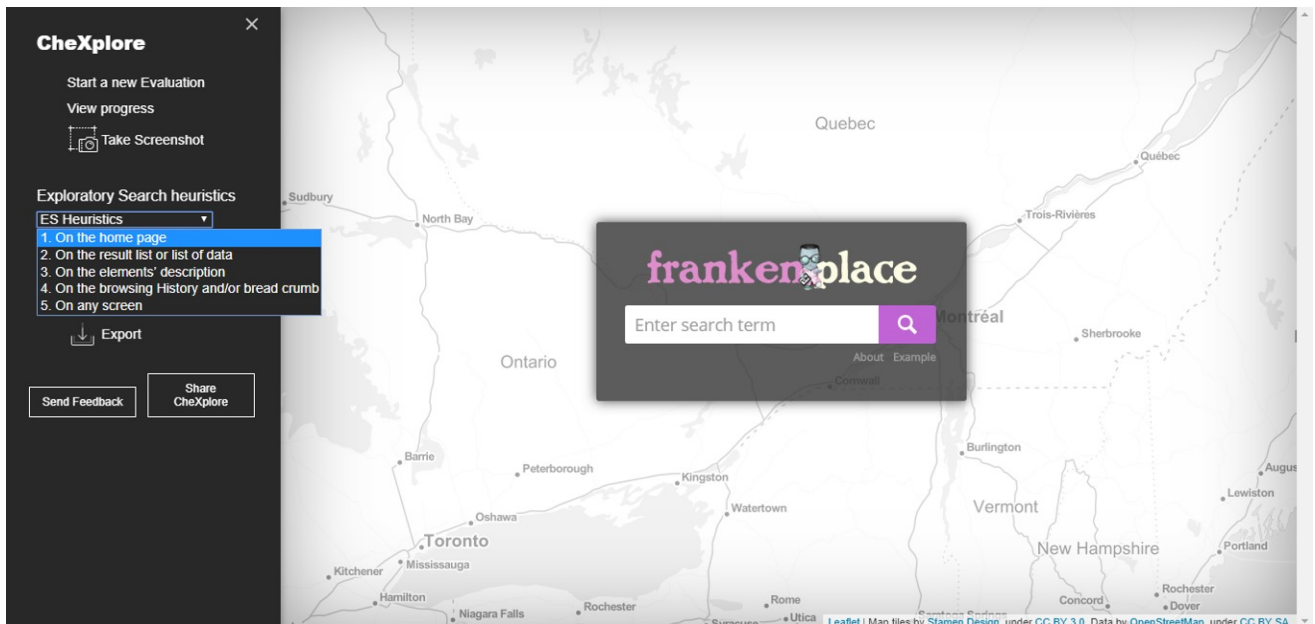 ×
CheXplore
Start a new Evaluation
View progress
Take Screenshot
Exploratory Search heuristics
ES Heuristics
1. On the home page
2. On the result list or list of data
3. On the elements' description
4. On the browsing History and/or bread crumb
5. On any screen
Export
Send Feedback
Share
CheXplore
Quebec
Québec
Sudbury
North Bay
Trois-Rivières
frankenplace
Enter search term
Montréal
About Example
Sherbrooke
Ontario
Cornwall
Burlington
Barrie
Peterborough
Kingston
Augus
Lewiston
Watertown
Vermont
Oshawa
Toronto
New Hampshire
Portland
Mississauga
Kitchener
Hamilton
Rochester
Niagara Falls
Rochester
Rome
Concord
Dover
Utica
Syracuse
Saratoga Springs
Leaflet | Map tiles by Stamen Design, under CC BY 3.0. Data by OpenStreetMap, under CC BY SA.